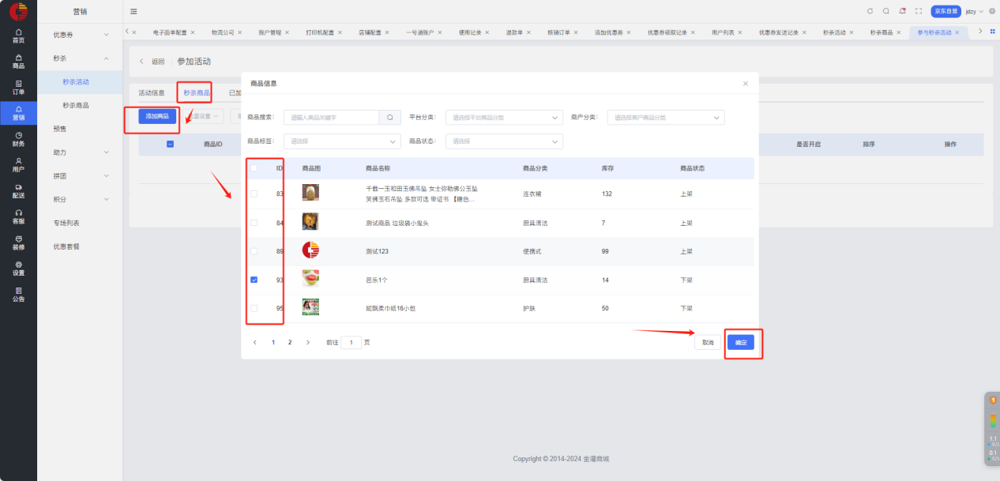 营销
京东自营
jdzy
首页
商品
订单
营销
财务
用户
配送
客服
装修
设置
公告
优惠券
秒杀
秒杀活动
秒杀商品
预售
助力
拼团
积分
专场列表
优惠套餐
电子面单配置 × 物流公司 × 账户管理 × 打印机配置 × 店铺配置 × 一号通账户 × 使用记录 × 退款单 × 核销订单 × 添加优惠券 × 优惠券领取记录 × 用户列表 × 优惠券发送记录 × 秒杀活动 × 秒杀商品 × 参与秒杀活动 ×
返回 参加活动
活动信息 秒杀商品 已加
添加商品
商品ID 是否开启 排序 操作
商品信息
商品搜索: 请输入商品关键字 平台分类: 请选择平台商品分类 商户分类: 请选择商户商品分类
商品标签: 请选择 商品状态: 请选择
ID 商品图 商品名称 商品分类 库存 商品状态
83 千载一玉和田玉佛吊坠 女士弥勒佛公玉坠
笑佛玉石吊坠 多款可选 带证书 【糖色... 连衣裙 132 上架
84 测试商品 垃圾袋小鬼头 厨具清洁 7 上架
89 测试123 便携式 99 上架
93 芭乐1个 厨具清洁 14 下架
95 妮飘柔巾纸16小包 护肤 50 下架
1 2 前往 1 页
取消 确定
Copyright © 2014-2024 金灌商城
1
1.1
0.1